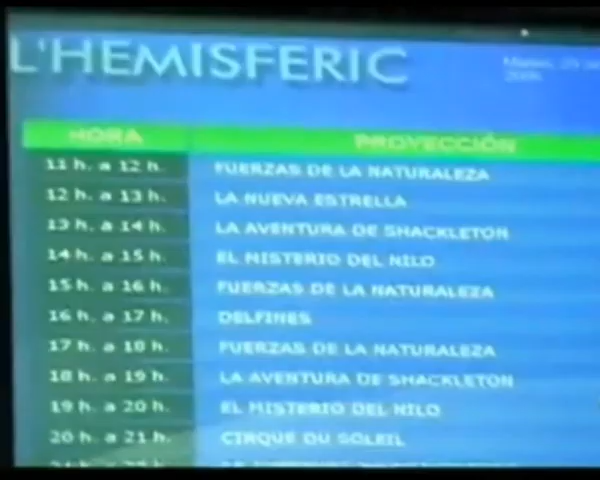 L'HEMISFERIC
HORA PROYECCIÓN
11 h. a 12 h. FUERZAS DE LA NATURALEZA
12 h. a 13 h. LA NUEVA ESTRELLA
13 h. a 14 h. LA AVENTURA DE SHACKLETON
14 h. a 15 h. EL MISTERIO DEL NILO
15 h. a 16 h. FUERZAS DE LA NATURALEZA
16 h. a 17 h. DELFINES
17 h. a 18 h. FUERZAS DE LA NATURALEZA
18 h. a 19 h. LA AVENTURA DE SHACKLETON
19 h. a 20 h. EL MISTERIO DEL NILO
20 h. a 21 h. CIRQUE DU SOLEIL